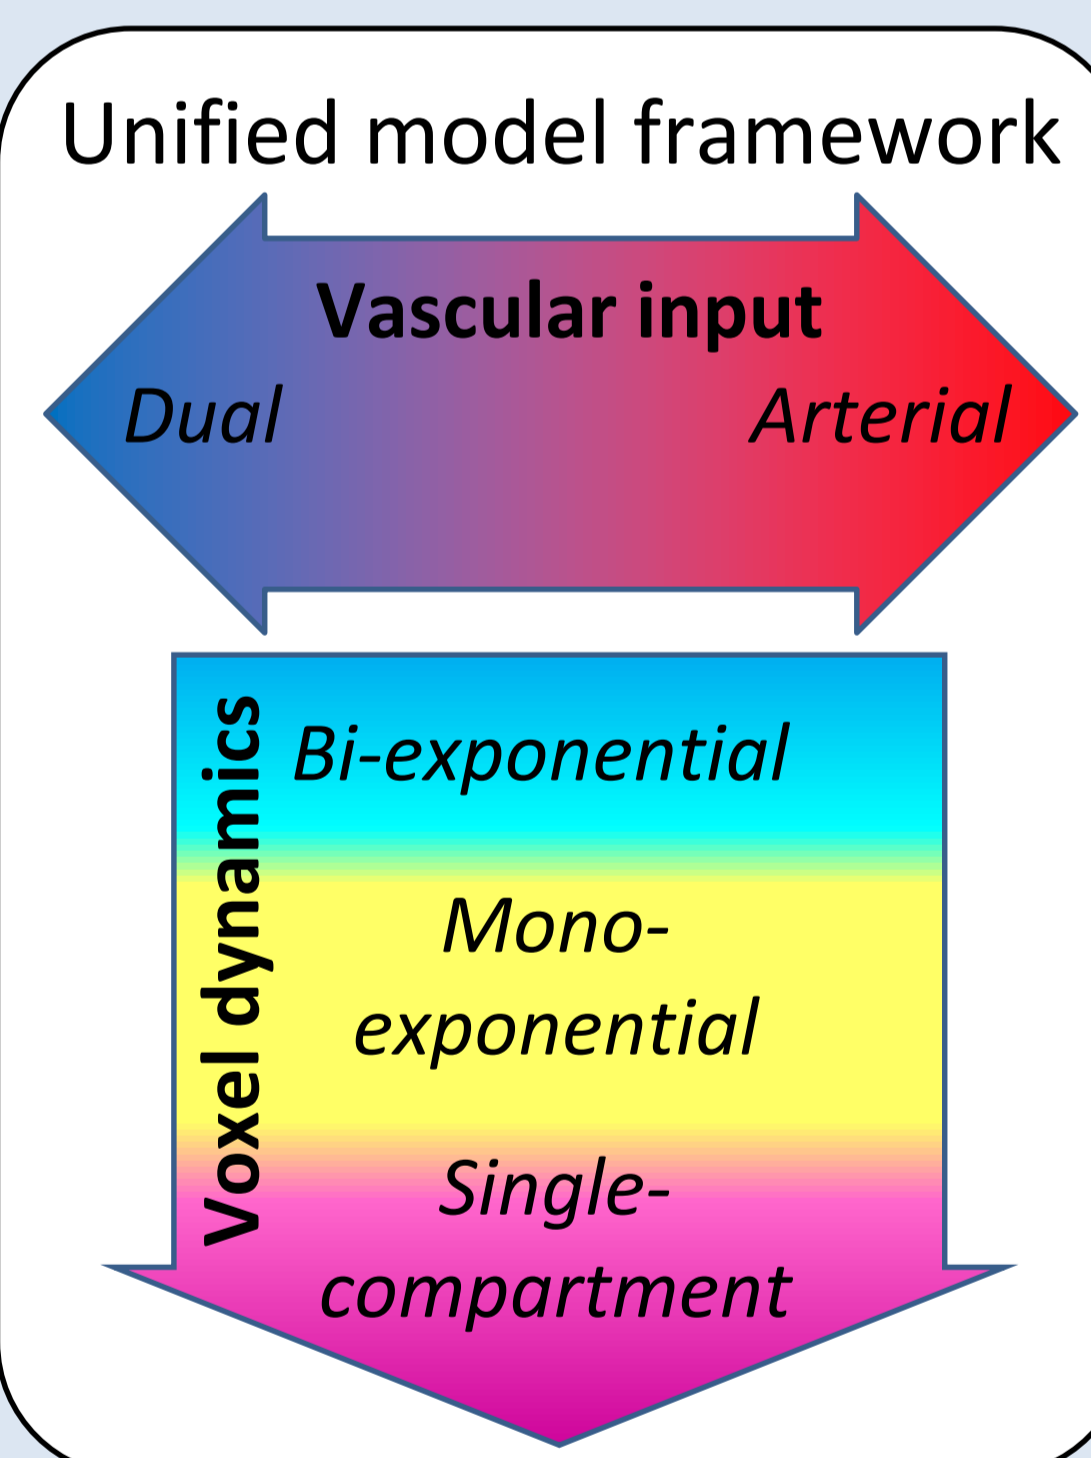 Unified model framework
Vascular input
Dual
Arterial
Voxel dynamics
Bi-exponential
Mono-
exponential
Single-
compartment